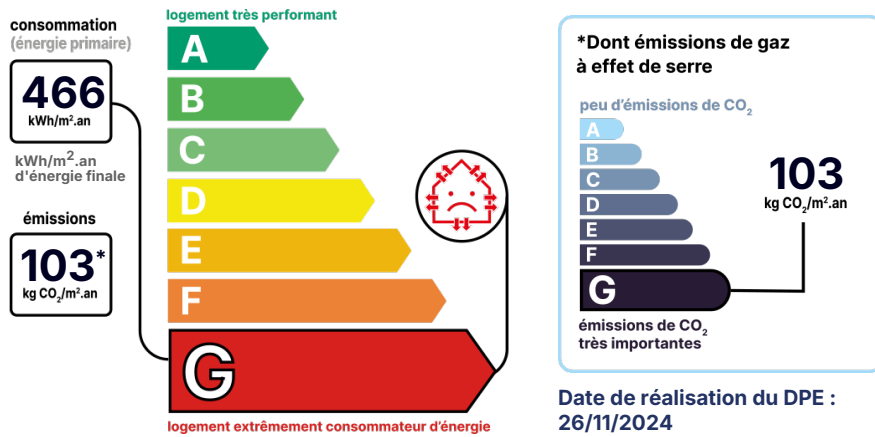 logement très performant
consommation
(énergie primaire)
466
kWh/m².an
kWh/m².an
d'énergie finale
émissions
103*
kg CO₂/m².an
A
B
C
D
E
F
G
logement extrêmement consommateur d'énergie
*Dont émissions de gaz
à effet de serre
peu d'émissions de CO₂
A
B
C
D
E
F
G
103
kg CO₂/m².an
émissions de CO₂
très importantes
Date de réalisation du DPE :
26/11/2024